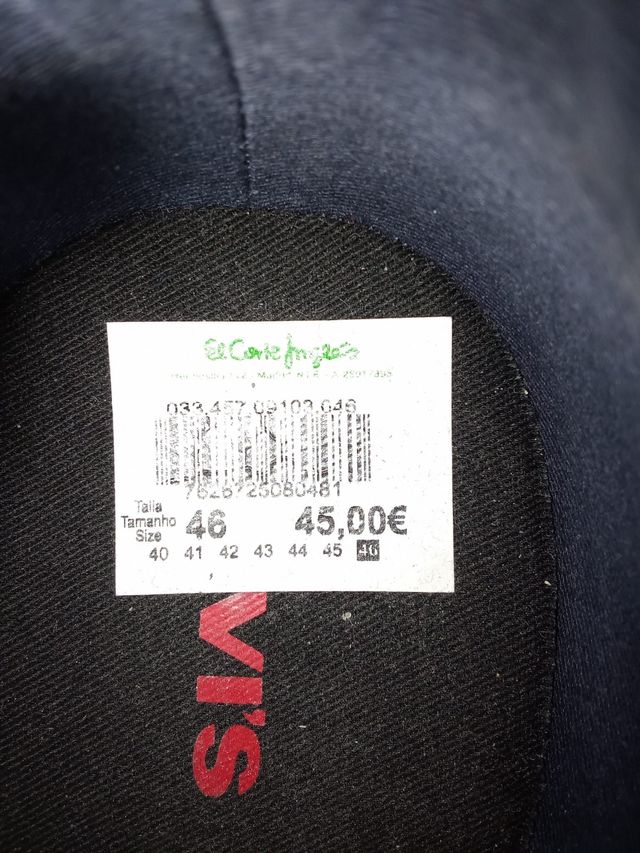 El Corte Inglés
033.457.09103.046
7626725080481
Talla
Tamanho
Size
46
45,00€
40 41 42 43 44 45 46
VI'S